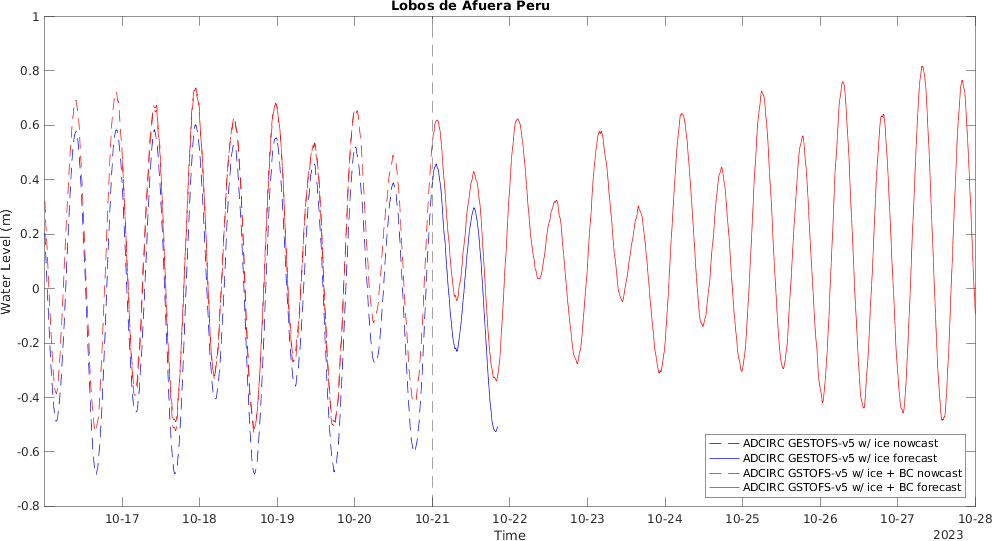 Lobos de Afuera Peru
1
0.8
0.6
0.4
0.2
0
-0.2
-0.4
-0.6
-0.8
Water Level (m)
ADCIRC GESTOFS-v5 w/ ice nowcast
ADCIRC GESTOFS-v5 w/ ice forecast
ADCIRC GSTOFS-v5 w/ ice + BC nowcast
ADCIRC GSTOFS-v5 w/ ice + BC forecast
10-17 10-18 10-19 10-20 10-21 10-22 10-23 10-24 10-25 10-26 10-27 10-28
Time
2023